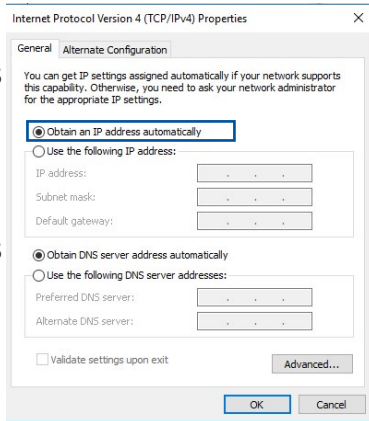 Internet Protocol Version 4 (TCP/IPv4) Properties
General
Alternate Configuration
You can get IP settings assigned automatically if your network supports
this capability. Otherwise, you need to ask your network administrator
for the appropriate IP settings.
Obtain an IP address automatically
Use the following IP address:
IP address:
Subnet mask:
Default gateway:
Obtain DNS server address automatically
Use the following DNS server addresses:
Preferred DNS server:
Alternate DNS server:
Validate settings upon exit
Advanced...
OK
Cancel